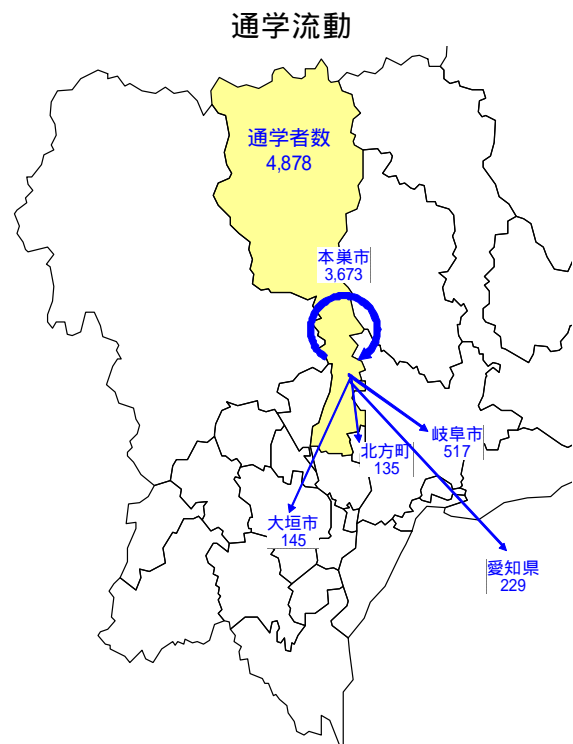 通学流動
通学者数
4,878
本巣市
3,673
岐阜市
517
北方町
135
大垣市
145
愛知県
229